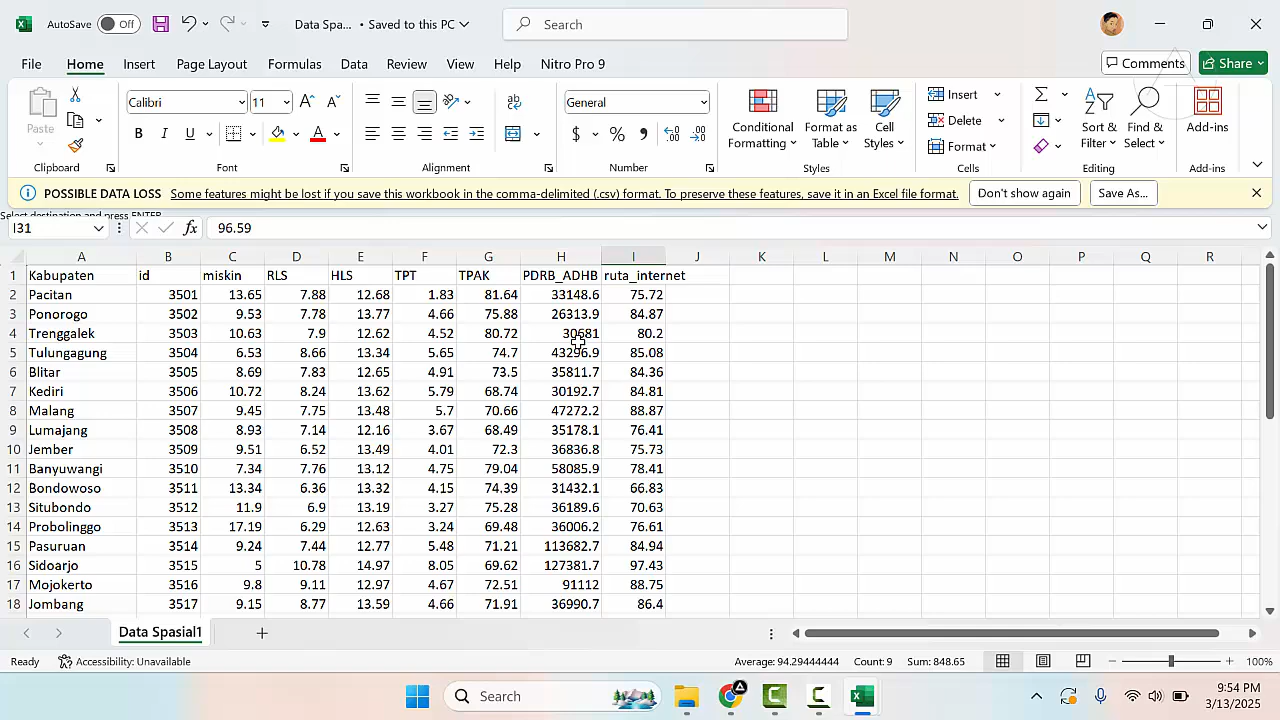 AutoSave Off Data Spa... • Saved to this PC Search
File Home Insert Page Layout Formulas Data Review View Help Nitro Pro 9 Comments Share
Paste Calibri 11 General Conditional Formatting Format as Table Cell Styles Insert Delete Format Sort & Filter Find & Select Add-ins
Clipboard Font Alignment Number Styles Cells Editing Add-ins
POSSIBLE DATA LOSS Some features might be lost if you save this workbook in the comma-delimited (.csv) format. To preserve these features, save it in an Excel file format. Don't show again Save As...
Select destination and press ENTER
I31 fx 96.59
A B C D E F G H I J K L M N O P Q R
1 Kabupaten id miskin RLS HLS TPT TPAK PDRB_ADHB ruta_internet
2 Pacitan 3501 13.65 7.88 12.68 1.83 81.64 33148.6 75.72
3 Ponorogo 3502 9.53 7.78 13.77 4.66 75.88 26313.9 84.87
4 Trenggalek 3503 10.63 7.9 12.62 4.52 80.72 30681 80.2
5 Tulungagung 3504 6.53 8.66 13.34 5.65 74.7 43296.9 85.08
6 Blitar 3505 8.69 7.83 12.65 4.91 73.5 35811.7 84.36
7 Kediri 3506 10.72 8.24 13.62 5.79 68.74 30192.7 84.81
8 Malang 3507 9.45 7.75 13.48 5.7 70.66 47272.2 88.87
9 Lumajang 3508 8.93 7.14 12.16 3.67 68.49 35178.1 76.41
10 Jember 3509 9.51 6.52 13.49 4.01 72.3 36836.8 75.73
11 Banyuwangi 3510 7.34 7.76 13.12 4.75 79.04 58085.9 78.41
12 Bondowoso 3511 13.34 6.36 13.32 4.15 74.39 31432.1 66.83
13 Situbondo 3512 11.9 6.9 13.19 3.27 75.28 36189.6 70.63
14 Probolinggo 3513 17.19 6.29 12.63 3.24 69.48 36006.2 76.61
15 Pasuruan 3514 9.24 7.44 12.77 5.48 71.21 113682.7 84.94
16 Sidoarjo 3515 5 10.78 14.97 8.05 69.62 127381.7 97.43
17 Mojokerto 3516 9.8 9.11 12.97 4.67 72.51 91112 88.75
18 Jombang 3517 9.15 8.77 13.59 4.66 71.91 36990.7 86.4
Data Spasial1
Ready Accessibility: Unavailable Average: 94.29444444 Count: 9 Sum: 848.65 100%
Search 9:54 PM
3/13/2025